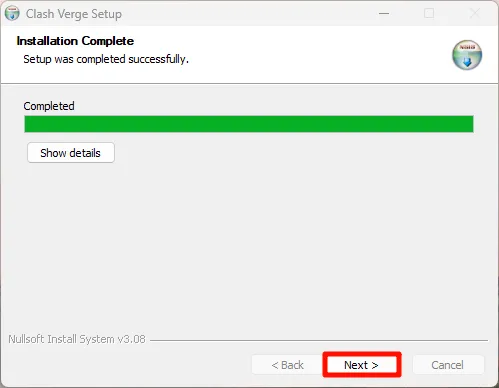 Clash Verge Setup
Installation Complete
Setup was completed successfully.
Completed
Show details
Nullsoft Install System v3.08
< Back
Next >
Cancel